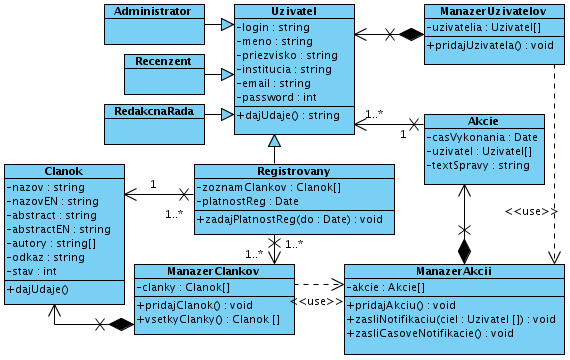 Administrator
Recenzent
RedakcnaRada
Uzivatel
-login : string
-meno : string
-priezvisko : string
-institucia : string
-email : string
-password : int
+dajUdaje() : string
ManazerUzivatelov
-uzivatelia : Uzivatel[]
+pridajUzivatela() : void
1..*
1
Akcie
-casVykonania : Date
-uzivatel : Uzivatel[]
-textSpravy : string
<<use>>
Clanok
-nazov : string
-nazovEN : string
-abstract : string
-abstractEN : string
-autory : string[]
-odkaz : string
-stav : int
+dajUdaje()
1
1..*
Registrovany
-zoznamClankov : Clanok[]
-platnostReg : Date
+zadajPlatnostReg(do : Date) : void
1..*
1..*
ManazerClankov
-clanky : Clanok[]
+pridajClanok() : void
+vsetkyClanky() : Clanok []
<<use>>
ManazerAkcii
-akcie : Akcie[]
+pridajAkciu() : void
+zasliNotifikaciu(ciel : Uzivatel []) : void
+zasliCasoveNotifikacie() : void